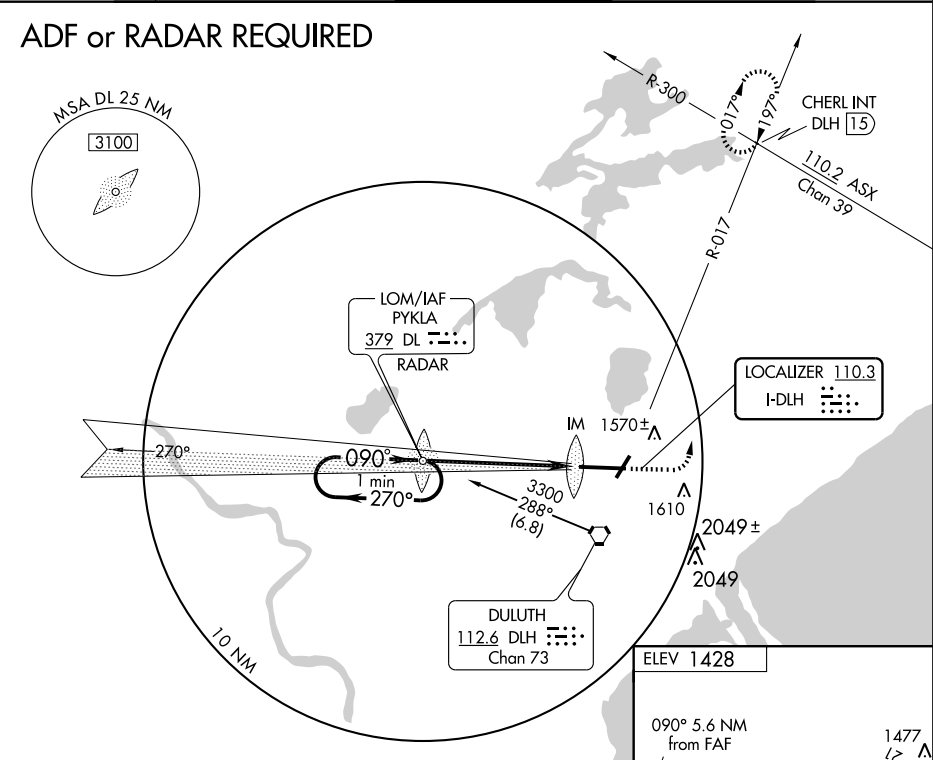 ADF or RADAR REQUIRED
MSA DL 25 NM
3100
R-300
017°
197°
CHERL INT
DLH 15
110.2 ASX
Chan 39
R-017
LOM/IAF
PYKLA
379 DL
RADAR
LOCALIZER 110.3
I-DLH
IM
1570±
270°
090°
1 min
270°
3300
288°
(6.8)
1610
2049±
2049
DULUTH
112.6 DLH
Chan 73
10 NM
ELEV 1428
090° 5.6 NM
from FAF
1477